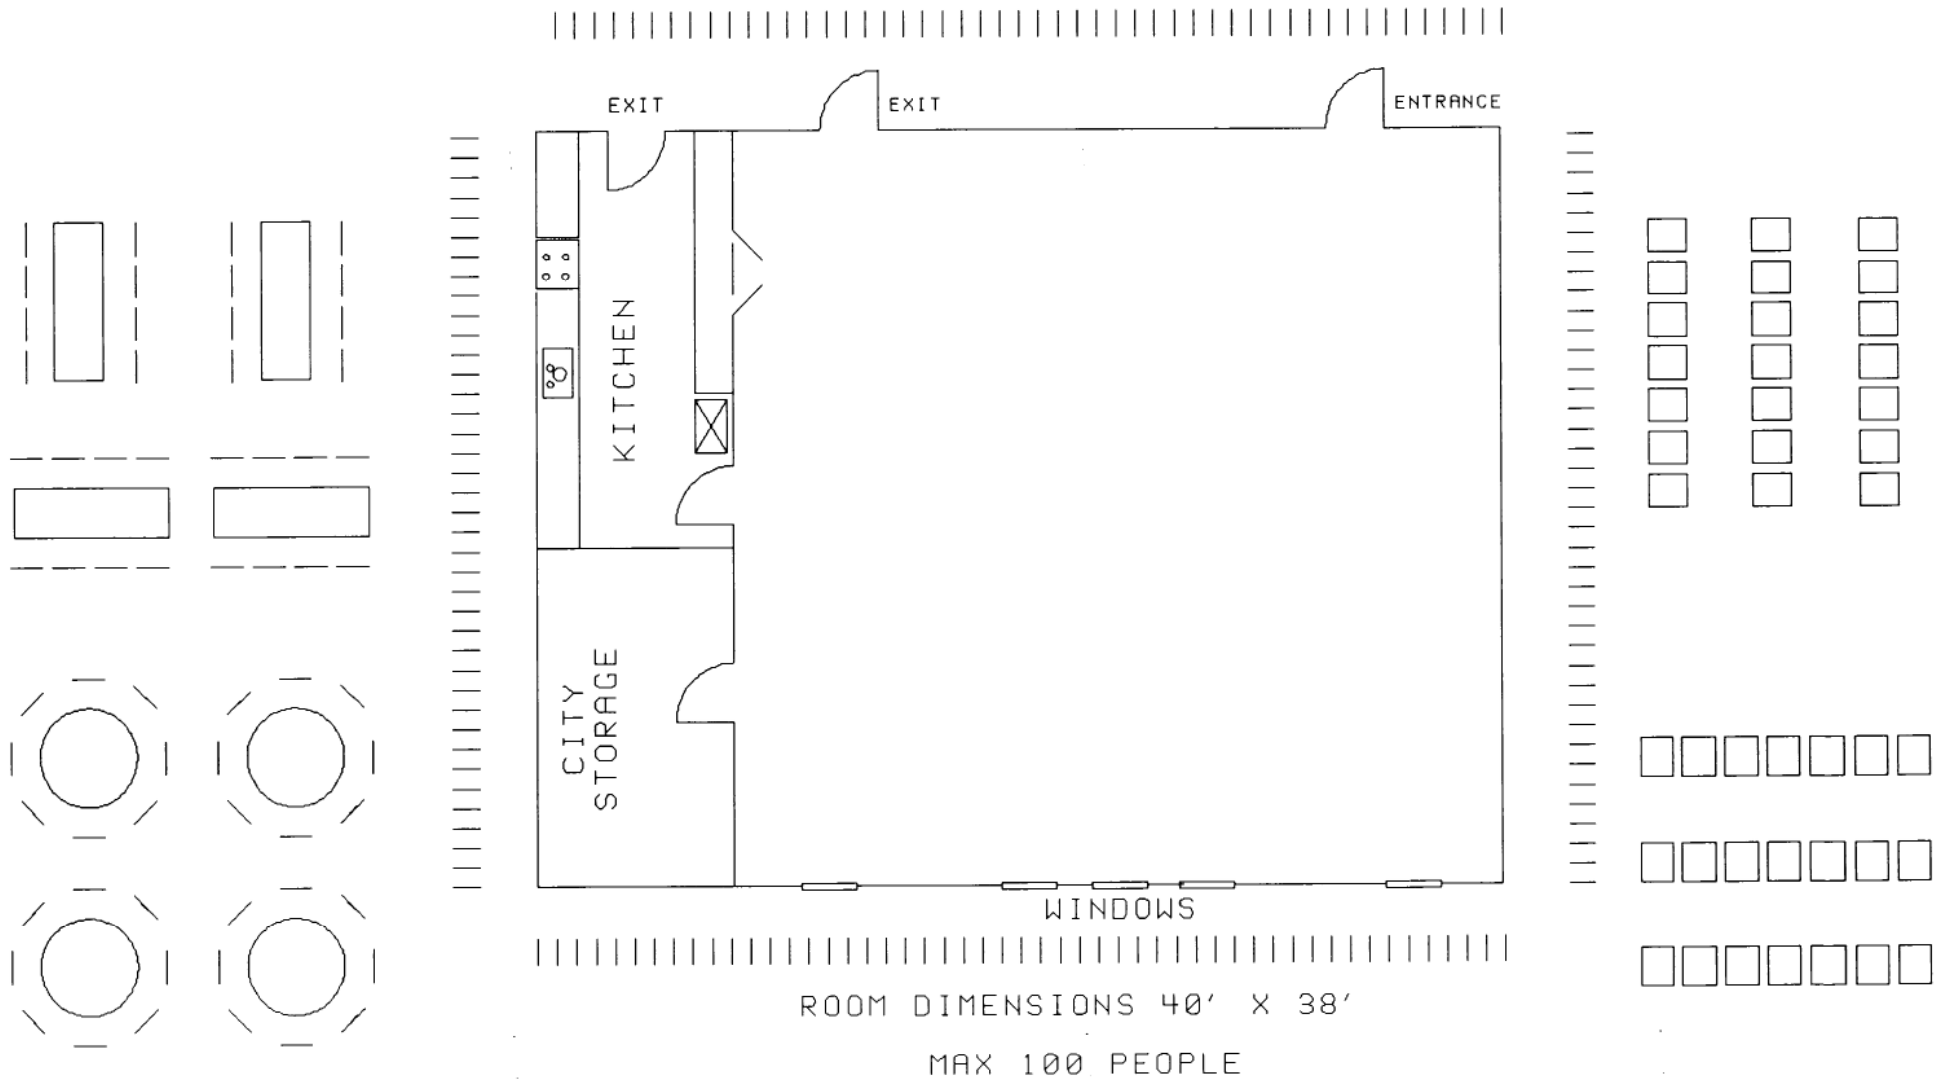 EXIT
EXIT
ENTRANCE
KITCHEN
CITY
STORAGE
WINDOWS
ROOM DIMENSIONS 40' X 38'
MAX 100 PEOPLE